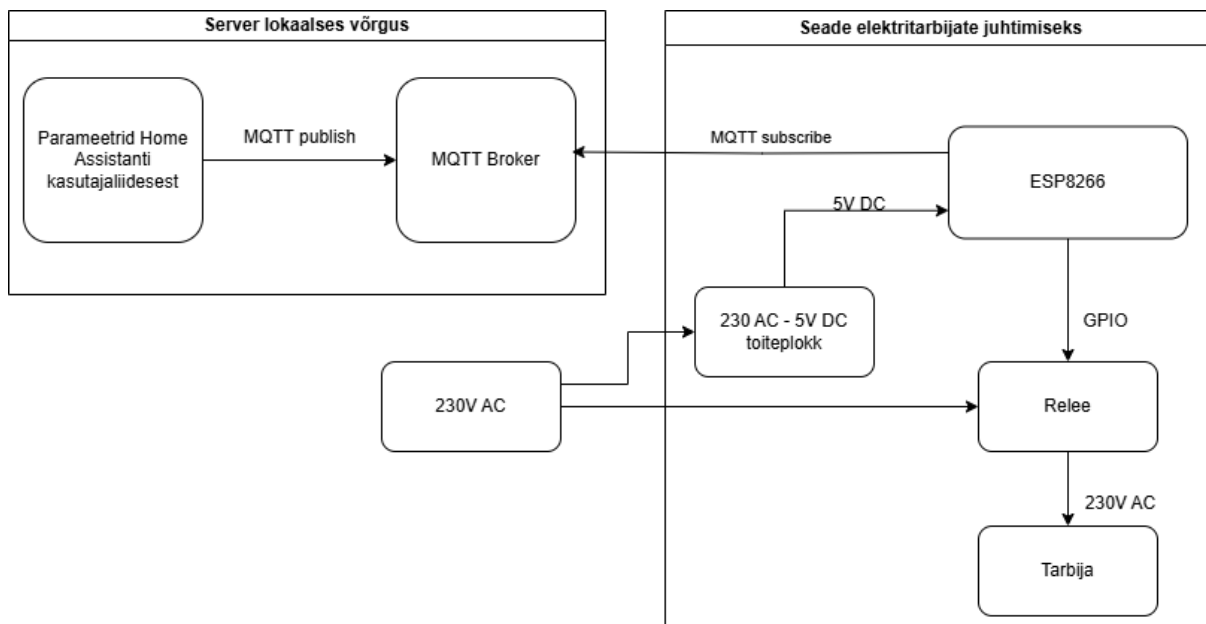 Server lokaalses võrgus
Seade elektritarbijate juhtimiseks
Parameetrid Home
Assistanti
kasutajaliidesest
MQTT publish
MQTT Broker
MQTT subscribe
ESP8266
5V DC
230 AC - 5V DC
toiteplokk
GPIO
230V AC
Relee
230V AC
Tarbija